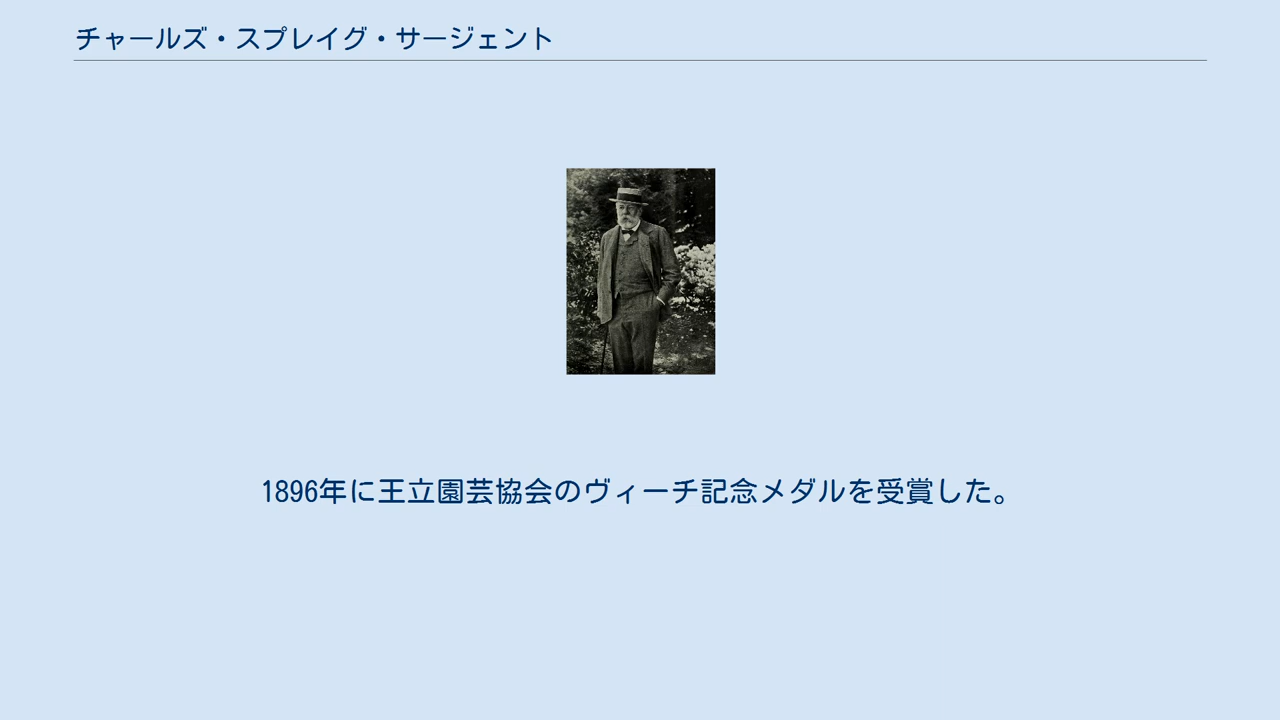 チャールズ・スプレイグ・サージェント
1896年に王立園芸協会のヴィーチ記念メダルを受賞した。